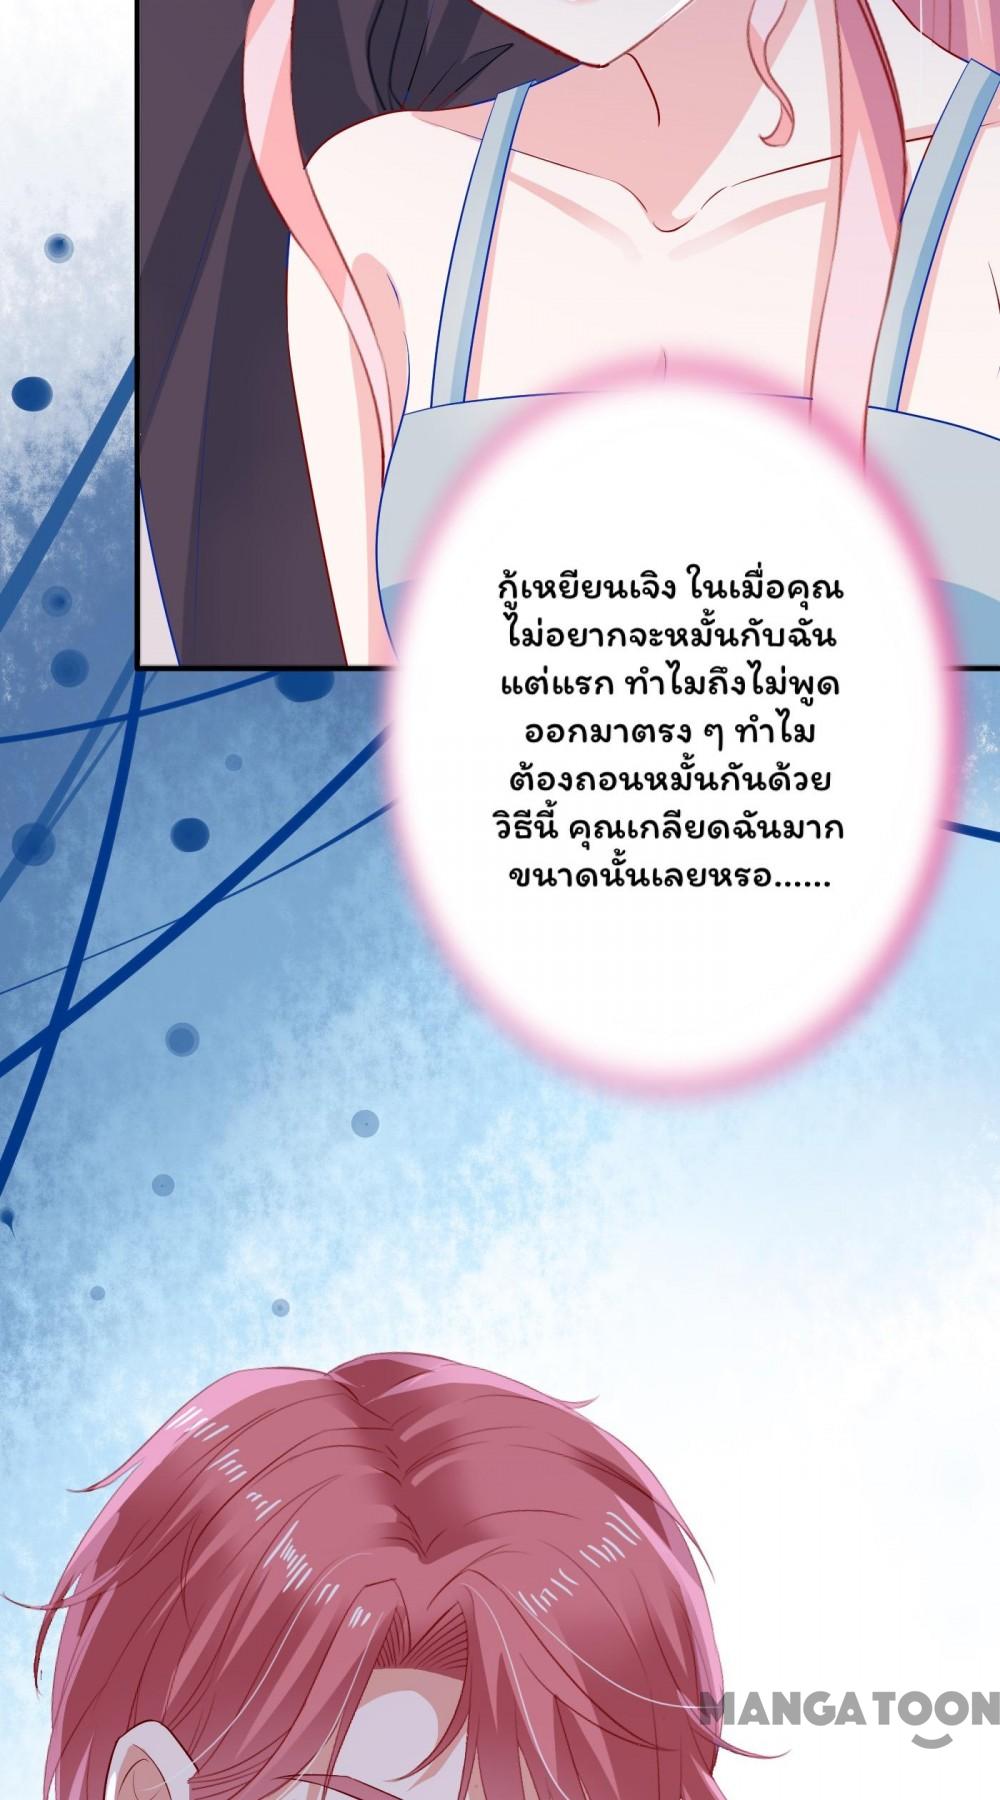 กู้เหยียนเจิง ในเมื่อคุณ
ไม่อยากจะหมั้นกับฉัน
แต่แรก ทำไมถึงไม่พูด
ออกมาตรง ๆ ทำไม
ต้องถอนหมั้นกันด้วย
วิธีนี้ คุณเกลียดฉันมาก
ขนาดนั้นเลยหรอ......
MANGATOON